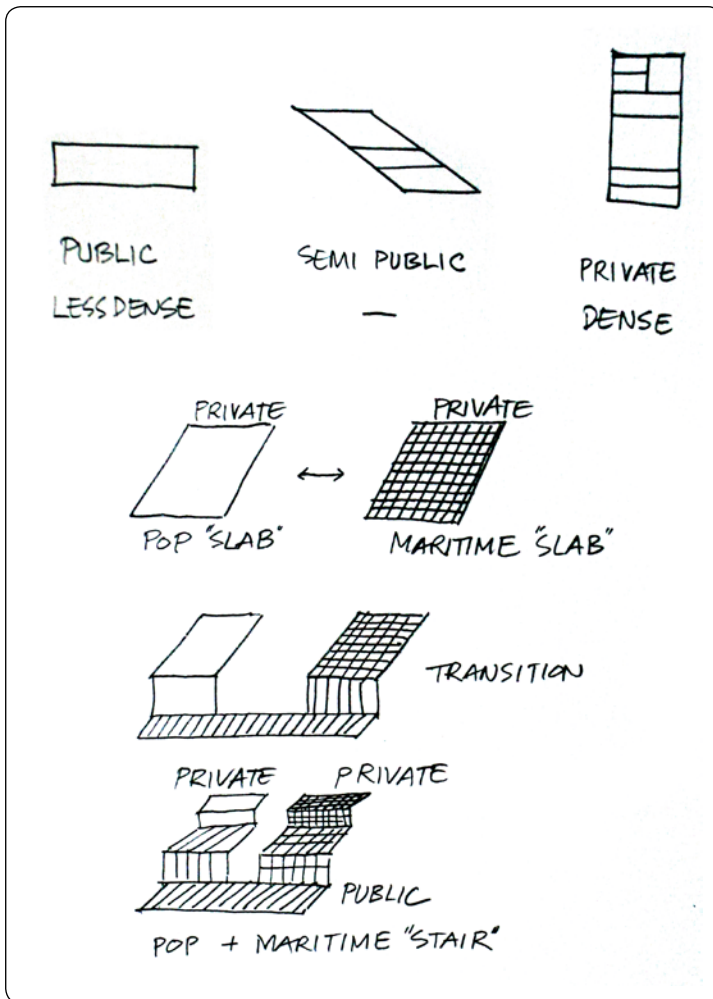 PUBLIC
LESS DENSE
SEMI PUBLIC
—
PRIVATE
DENSE
PRIVATE
PRIVATE
POP "SLAB"
MARITIME "SLAB"
TRANSITION
PRIVATE
PRIVATE
PUBLIC
POP + MARITIME "STAIR"